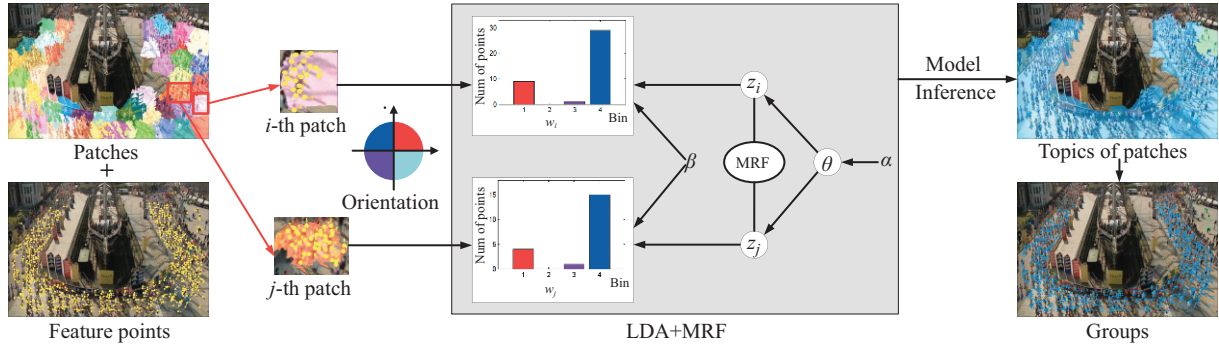 Patches
+
Feature points
i-th patch
j-th patch
Orientation
Num of points
30
20
10
0
1 2 3 4
w_i
Bin
Num of points
15
10
5
0
1 2 3 4
w_j
Bin
β
z_i
MRF
z_j
θ
α
LDA+MRF
Model
Inference
Topics of patches
Groups